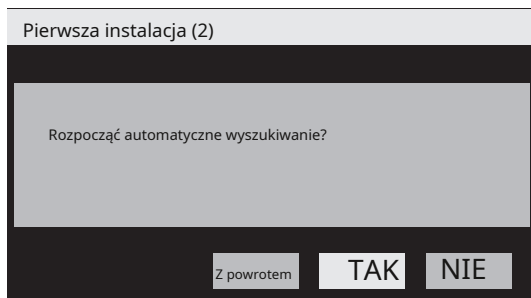 Pierwsza instalacja (2)
Rozpocząć automatyczne wyszukiwanie?
Z powrotem TAK NIE